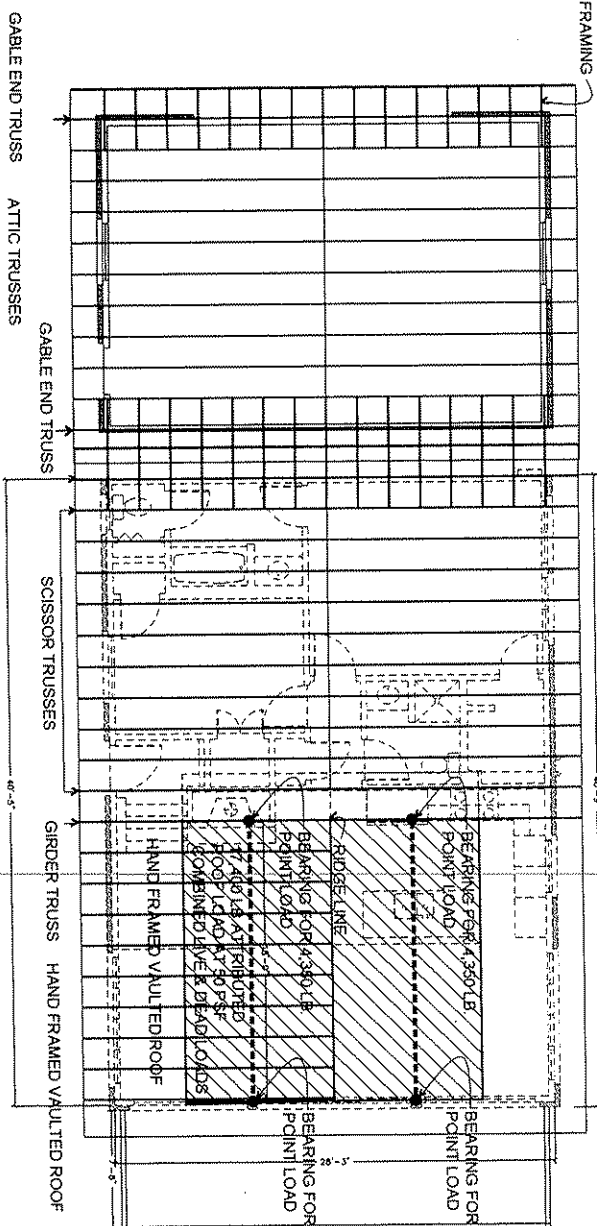 FRAMING
GABLE END TRUSS
ATTIC TRUSSES
GABLE END TRUSS
SCISSOR TRUSSES
40'-5"
GIRDER TRUSS
HAND FRAMED VAULTED ROOF
BEARING FOR 4,350 LB
POINT LOAD
RIDGE LINE
BEARING FOR 4,350 LB
POINT LOAD
17,400 LB ATTRIBUTED
ROOF LOAD AT 50 PSF
(COMBINED LIVE & DEAD LOADS
HAND FRAMED VAULTED ROOF
BEARING FOR
POINT LOAD
BEARING FOR
POINT LOAD
28'-3"